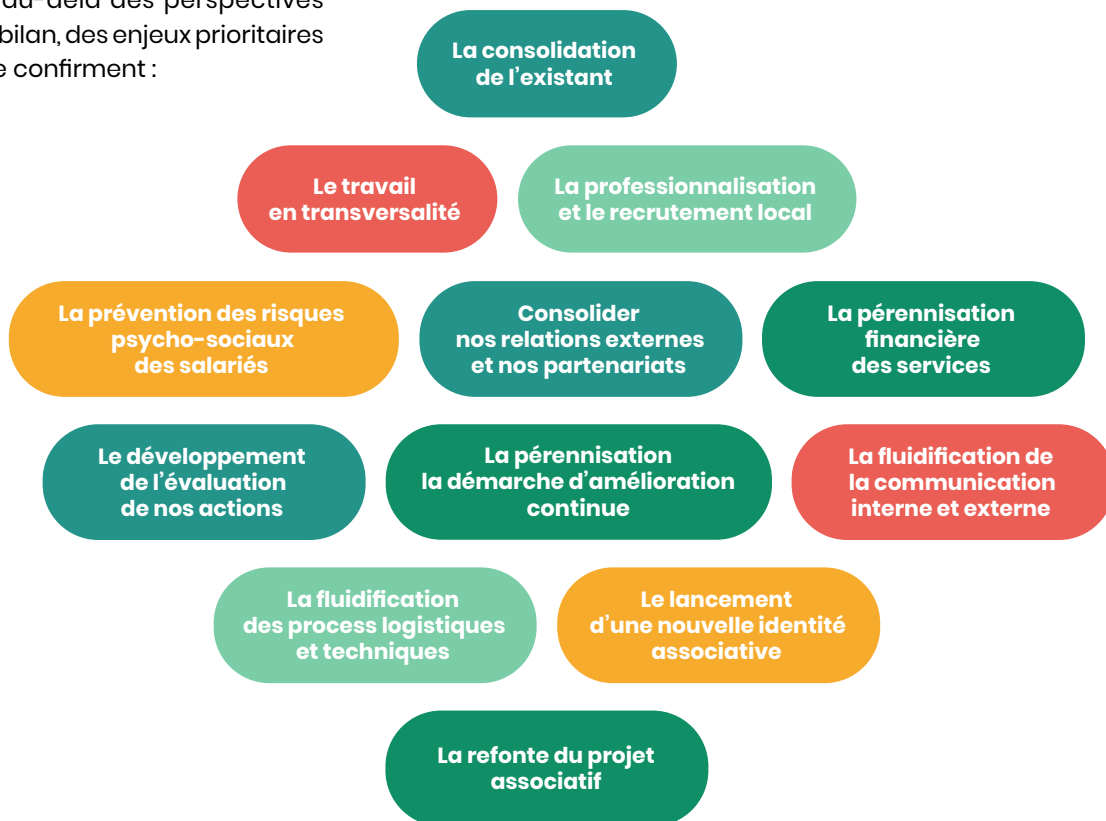 au-delà des perspectives
bilan, des enjeux prioritaires
e confirment :
La consolidation
de l'existant
Le travail
en transversalité
La professionnalisation
et le recrutement local
La prévention des risques
psycho-sociaux
des salariés
Consolider
nos relations externes
et nos partenariats
La pérennisation
financière
des services
Le développement
de l'évaluation
de nos actions
La pérennisation
la démarche d'amélioration
continue
La fluidification de
la communication
interne et externe
La fluidification
des process logistiques
et techniques
Le lancement
d'une nouvelle identité
associative
La refonte du projet
associatif